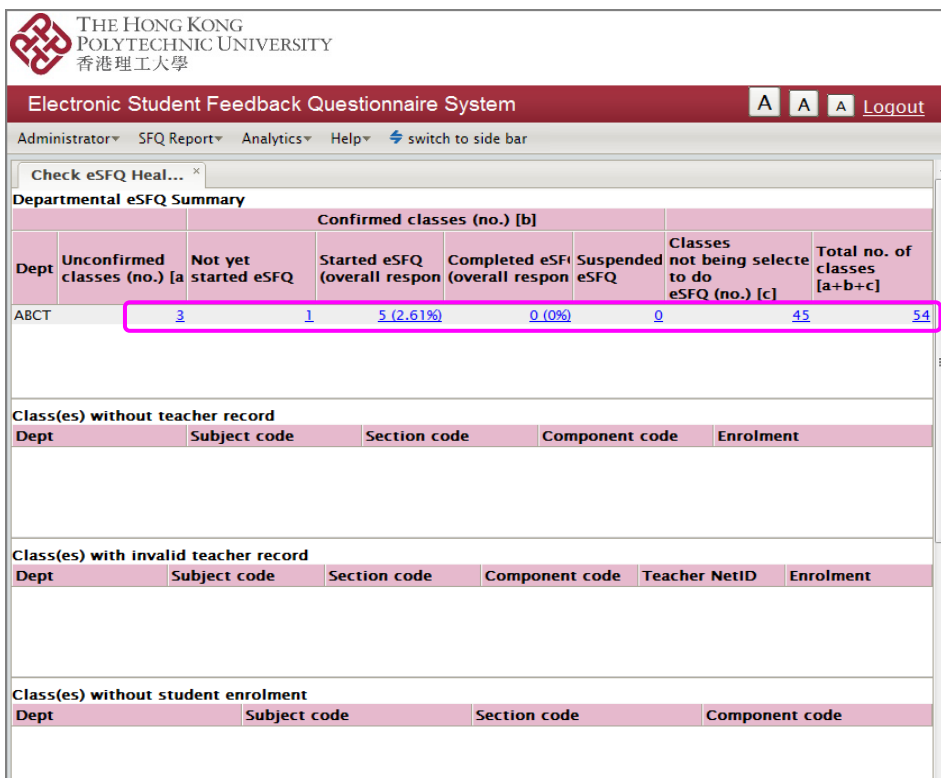 THE HONG KONG
POLYTECHNIC UNIVERSITY
香港理工大學
Electronic Student Feedback Questionnaire System A A A Logout
Administrator SFQ Report Analytics Help switch to side bar
Check eSFQ Heal... ×
Departmental eSFQ Summary
Confirmed classes (no.) [b]
Dept Unconfirmed classes (no.) [a Not yet started eSFQ Started eSFQ (overall respon Completed eSF (overall respon Suspended eSFQ Classes not being selecte to do eSFQ (no.) [c] Total no. of classes [a+b+c]
ABCT 3 1 5 (2.61%) 0 (0%) 0 45 54
Class(es) without teacher record
Dept Subject code Section code Component code Enrolment
Class(es) with invalid teacher record
Dept Subject code Section code Component code Teacher NetID Enrolment
Class(es) without student enrolment
Dept Subject code Section code Component code